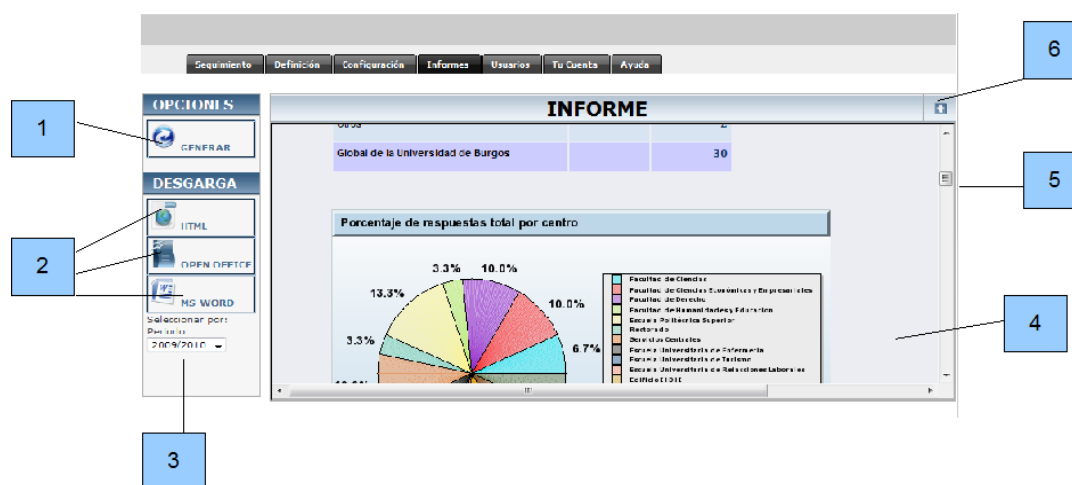 6
Seguimiento Definición Configuración Informes Usuarios Tu Cuenta Ayuda
OPCIONES
INFORME
1
GENERAR
Otros 2
Global de la Universidad de Burgos 30
5
DESGARGA
HTML
Porcentaje de respuestas total por centro
2
OPEN OFFICE
3.3% 10.0%
Facultad de Ciencias
Facultad de Ciencias Económicas y Empresariales
13.3%
Facultad de Derecho
MS WORD
10.0%
Facultad de Humanidades y Educación
Escuela Politécnica Superior
4
Seleccionar por:
Rectorado
Periodo
3.3%
Servicios Centrales
2009/2010
6.7%
Escuela Universitaria de Enfermería
Escuela Universitaria de Turismo
Escuela Universitaria de Relaciones Laborales
Edificio
3